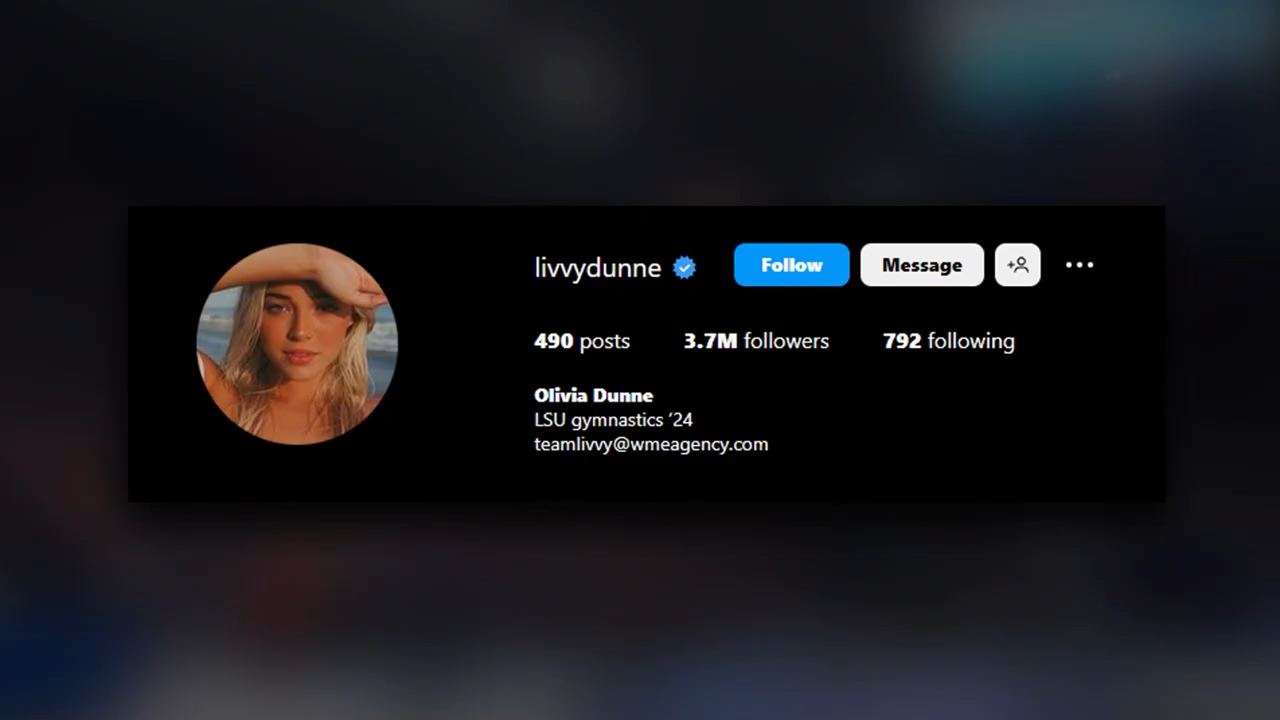 livvydunne Follow Message
490 posts 3.7M followers 792 following
Olivia Dunne
LSU gymnastics ’24
teamlivvy@wmeagency.com